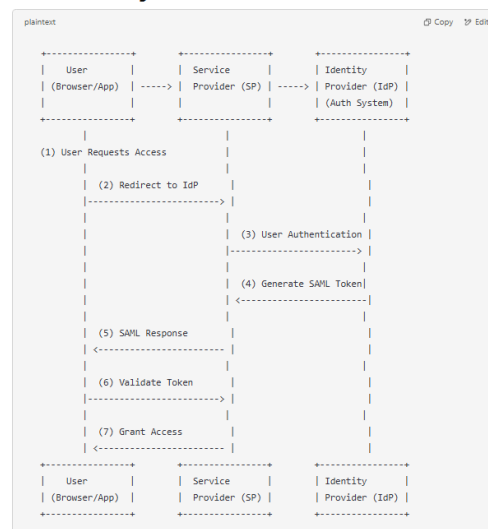 plaintext Copy Edit
+---------------+ +---------------+ +--------------+
| User | | Service | | Identity |
| (Browser/App) | -----> | Provider (SP) | -----> | Provider (IdP) |
| | | | | (Auth System) |
+---------------+ +---------------+ +--------------+
| | |
(1) User Requests Access | |
| | |
| (2) Redirect to IdP | |
|-----------------------> | |
| | |
| | (3) User Authentication |
| |-----------------------> |
| | |
| | (4) Generate SAML Token|
| | <-----------------------|
| | |
| (5) SAML Response | |
| <----------------------- | |
| | |
| (6) Validate Token | |
|-----------------------> | |
| | |
| (7) Grant Access | |
| <----------------------- | |
+---------------+ +---------------+ +--------------+
| User | | Service | | Identity |
| (Browser/App) | | Provider (SP) | | Provider (IdP) |
+---------------+ +---------------+ +--------------+